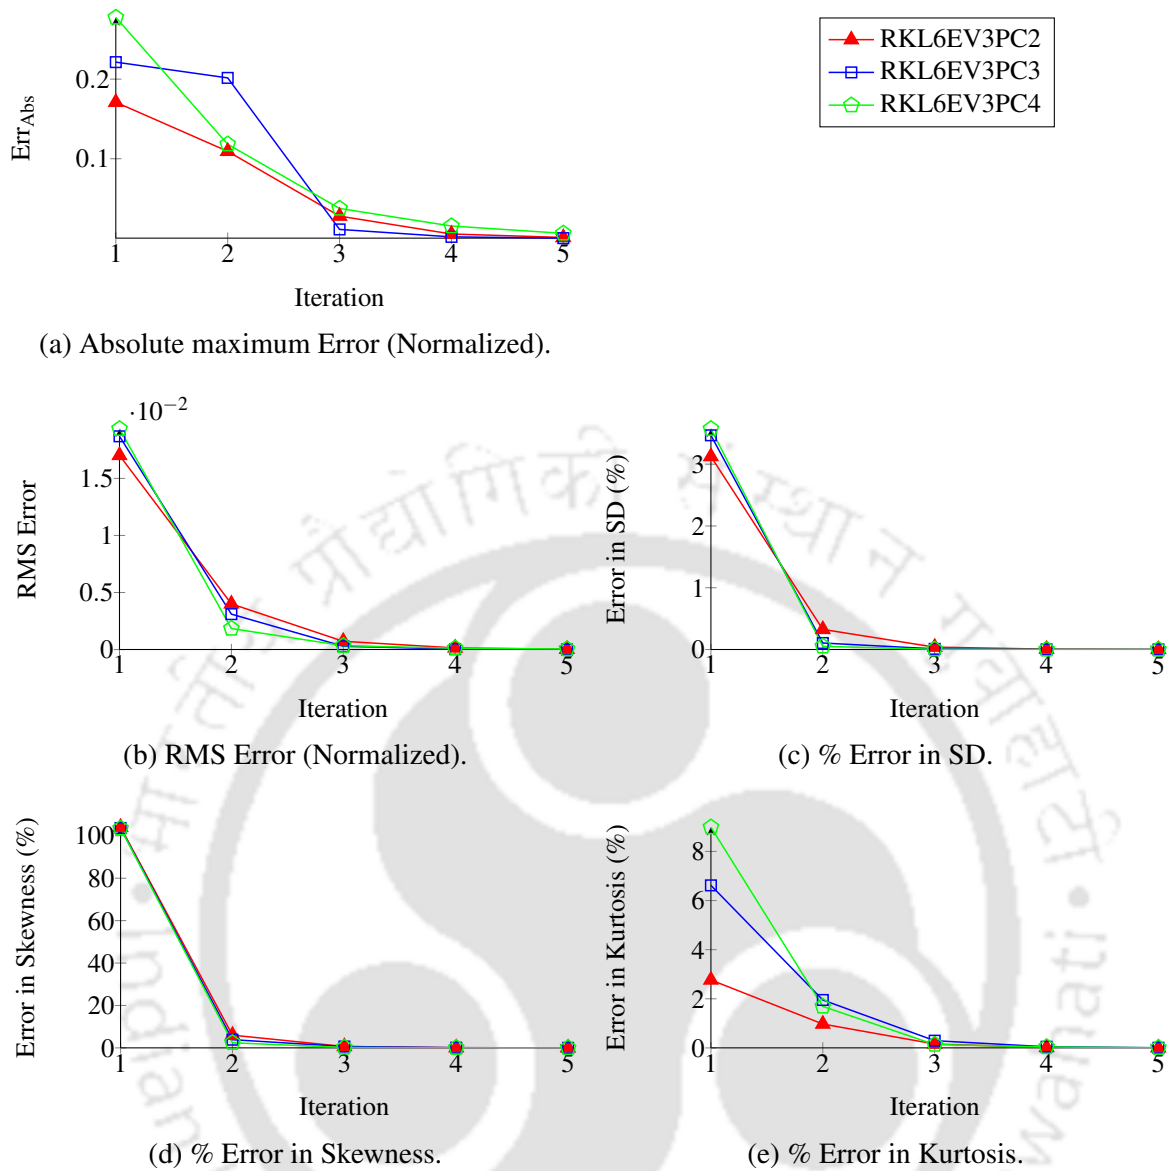 RKL6EV3PC2
RKL6EV3PC3
RKL6EV3PC4
Err_Abs
0.2
0.1
1 2 3 4 5
Iteration
(a) Absolute maximum Error (Normalized).
·10^−2
RMS Error
1.5
1
0.5
0
1 2 3 4 5
Iteration
(b) RMS Error (Normalized).
Error in SD (%)
3
2
1
0
1 2 3 4 5
Iteration
(c) % Error in SD.
Error in Skewness (%)
100
80
60
40
20
0
1 2 3 4 5
Iteration
(d) % Error in Skewness.
Error in Kurtosis (%)
8
6
4
2
0
1 2 3 4 5
Iteration
(e) % Error in Kurtosis.